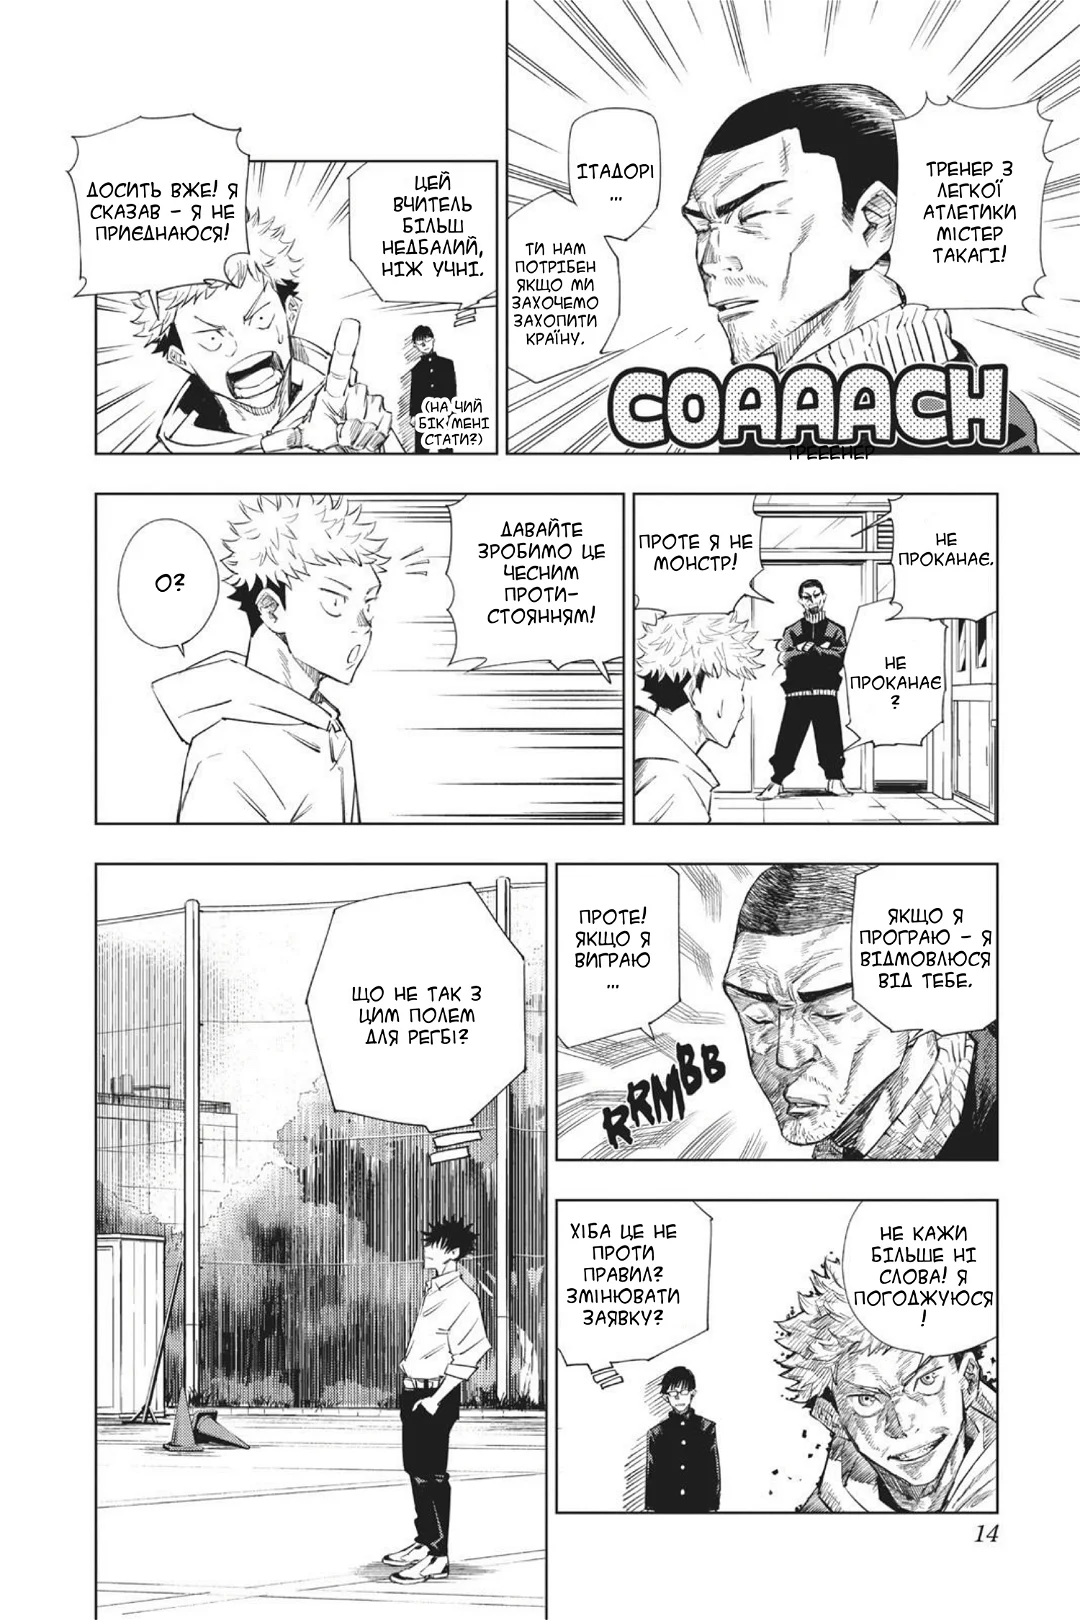 ТРЕНЕР З
ЛЕГКОЇ
АТЛЕТИКИ
МІСТЕР
ТАКАГІ!
ІТАДОРІ
...
ТИ НАМ
ПОТРІБЕН
ЯКЩО МИ
ЗАХОЧЕМО
ЗАХОПИТИ
КРАЇНУ.
COAAACH
ТРЕЕЕНЕР
ЦЕЙ
ВЧИТЕЛЬ
БІЛЬШ
НЕДБАЛИЙ,
НІЖ УЧНІ.
(НА ЧИЙ
БІК МЕНІ
СТАТИ?)
ДОСИТЬ ВЖЕ! Я
СКАЗАВ - Я НЕ
ПРИЄДНАЮСЯ!
НЕ
ПРОКАНАЄ.
НЕ
ПРОКАНАЄ
?
ПРОТЕ Я НЕ
МОНСТР!
ДАВАЙТЕ
ЗРОБИМО ЦЕ
ЧЕСНИМ
ПРОТИ-
СТОЯННЯМ!
О?
ЯКЩО Я
ПРОГРАЮ - Я
ВІДМОВЛЮСЯ
ВІД ТЕБЕ.
ПРОТЕ!
ЯКЩО Я
ВИГРАЮ
...
RRMBB
НЕ КАЖИ
БІЛЬШЕ НІ
СЛОВА! Я
ПОГОДЖУЮСЯ
!
ХІБА ЦЕ НЕ
ПРОТИ
ПРАВИЛ?
ЗМІНЮВАТИ
ЗАЯВКУ?
ЩО НЕ ТАК З
ЦИМ ПОЛЕМ
ДЛЯ РЕГБІ?
14